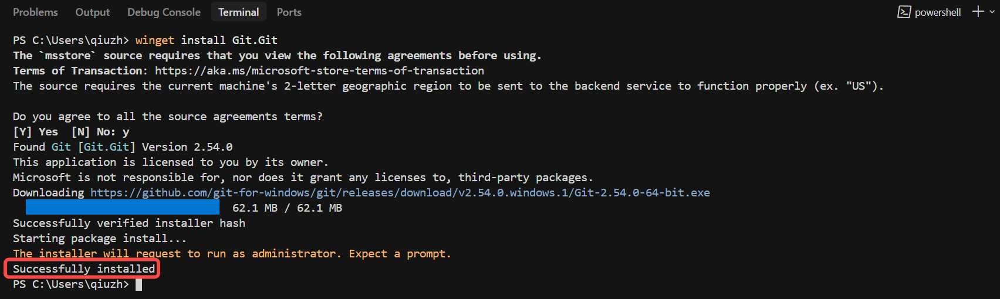 Problems Output Debug Console Terminal Ports powershell
PS C:\Users\qiuzh> winget install Git.Git
The `msstore` source requires that you view the following agreements before using.
Terms of Transaction: https://aka.ms/microsoft-store-terms-of-transaction
The source requires the current machine's 2-letter geographic region to be sent to the backend service to function properly (ex. "US").
Do you agree to all the source agreements terms?
[Y] Yes  [N] No: y
Found Git [Git.Git] Version 2.54.0
This application is licensed to you by its owner.
Microsoft is not responsible for, nor does it grant any licenses to, third-party packages.
Downloading https://github.com/git-for-windows/git/releases/download/v2.54.0.windows.1/Git-2.54.0-64-bit.exe
62.1 MB / 62.1 MB
Successfully verified installer hash
Starting package install...
The installer will request to run as administrator. Expect a prompt.
Successfully installed
PS C:\Users\qiuzh>